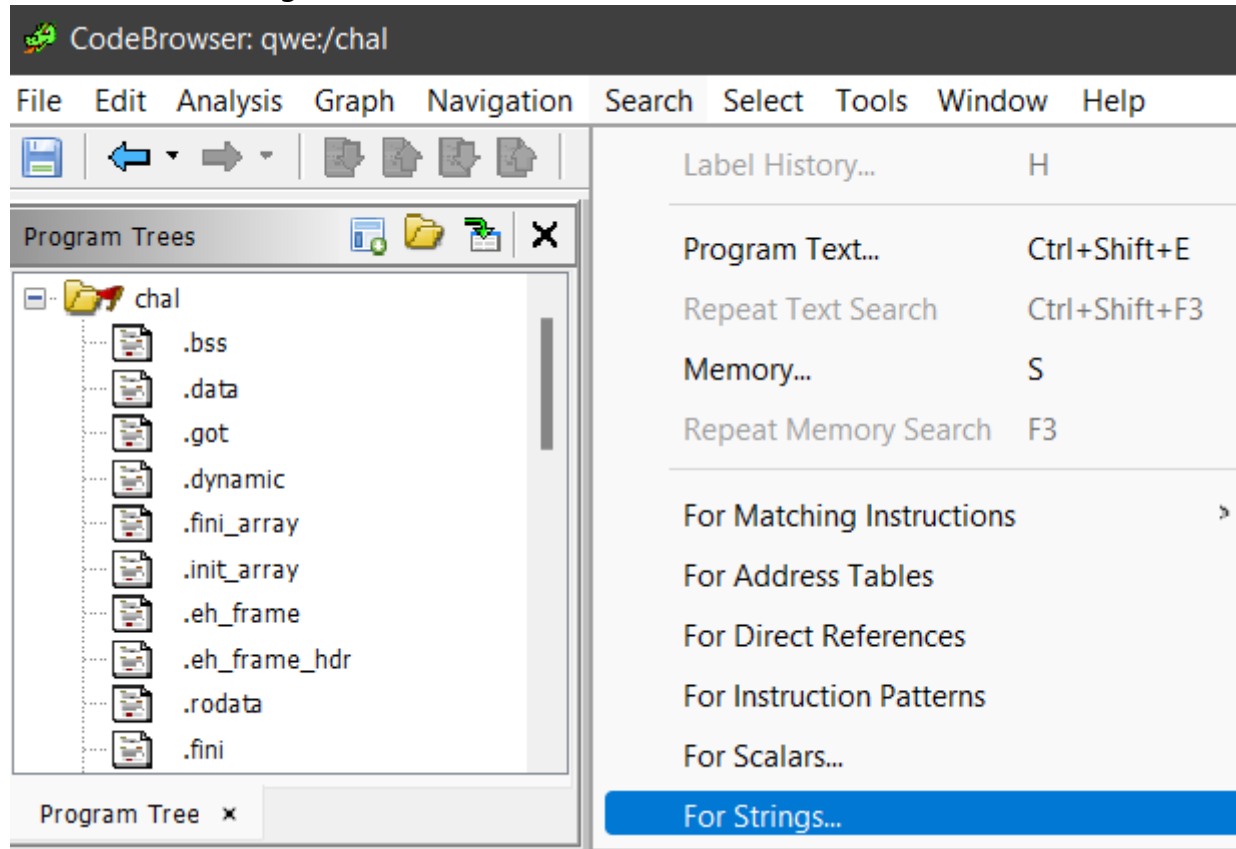 CodeBrowser: qwe:/chal
File Edit Analysis Graph Navigation Search Select Tools Window Help
Program Trees
chal
.bss
.data
.got
.dynamic
.fini_array
.init_array
.eh_frame
.eh_frame_hdr
.rodata
.fini
Program Tree
Label History... H
Program Text... Ctrl+Shift+E
Repeat Text Search Ctrl+Shift+F3
Memory... S
Repeat Memory Search F3
For Matching Instructions
For Address Tables
For Direct References
For Instruction Patterns
For Scalars...
For Strings...